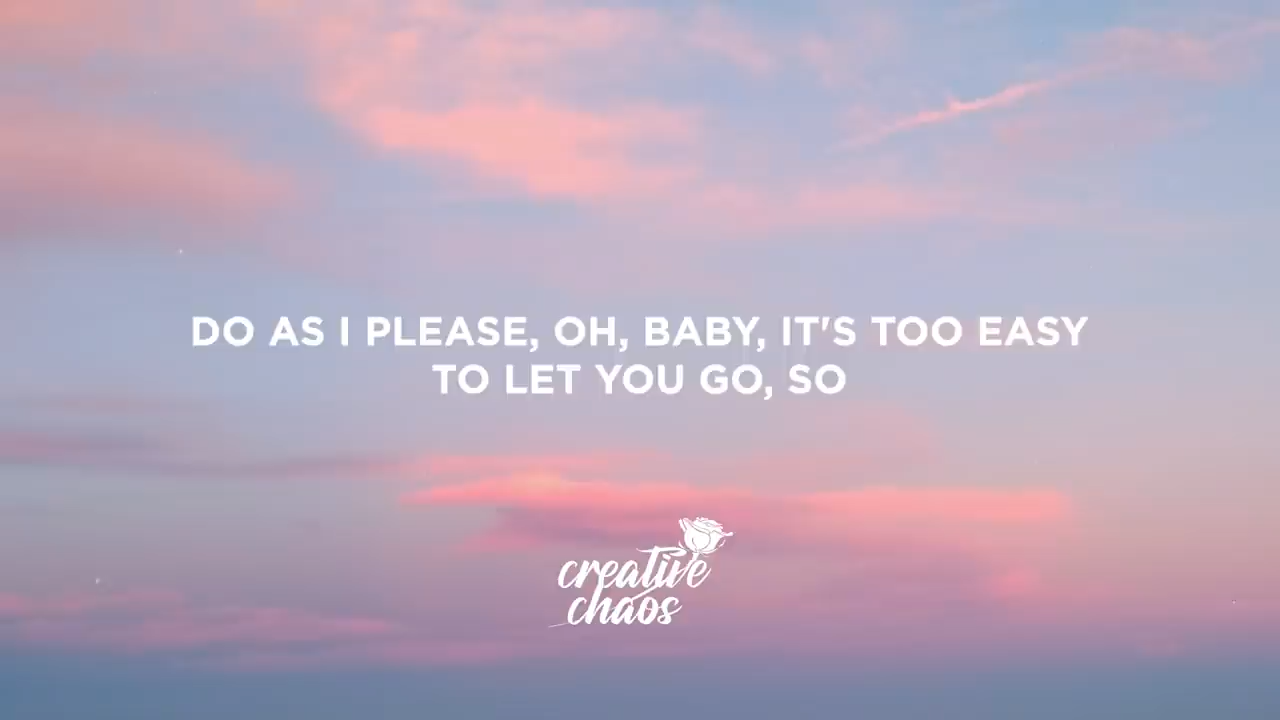 DO AS I PLEASE, OH, BABY, IT'S TOO EASY
TO LET YOU GO, SO
creative
chaos